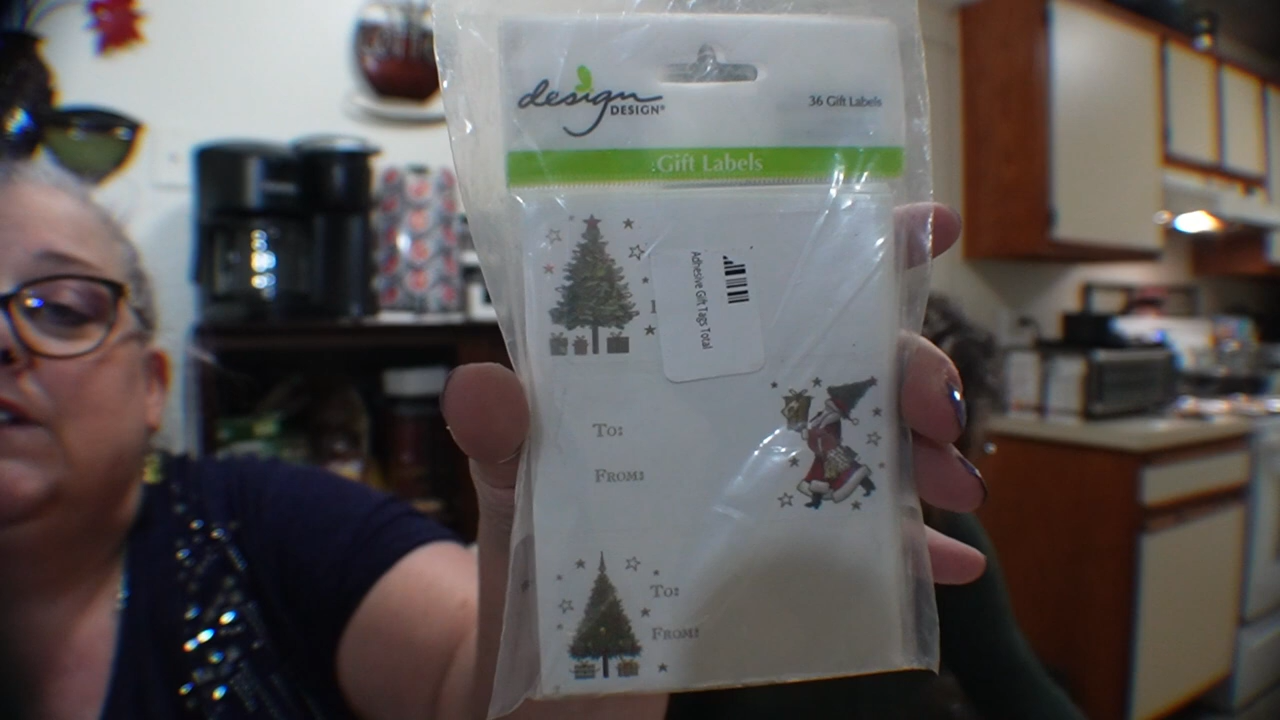 design
DESIGN®
36 Gift Labels
Gift Labels
Adhesive Gift Tags Total
To:
From:
To:
From: